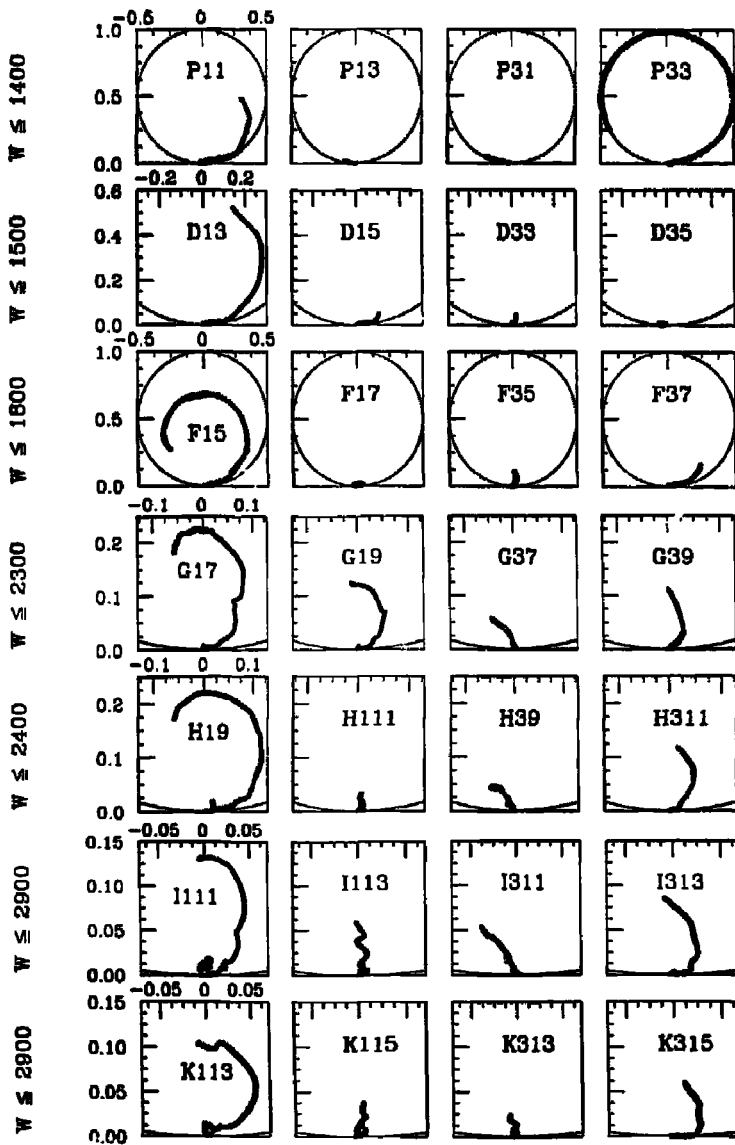 −0.5 0 0.5
W ≤ 1400
1.0
0.5
0.0
P11 P13 P31 P33
−0.2 0 0.2
W ≤ 1500
0.6
0.4
0.2
0.0
D13 D15 D33 D35
−0.5 0 0.5
W ≤ 1800
1.0
0.5
0.0
F15 F17 F35 F37
−0.1 0 0.1
W ≤ 2300
0.2
0.1
0.0
G17 G19 G37 G39
−0.1 0 0.1
W ≤ 2400
0.2
0.1
0.0
H19 H111 H39 H311
−0.05 0 0.05
W ≤ 2900
0.15
0.10
0.05
0.00
I111 I113 I311 I313
−0.05 0 0.05
W ≤ 2900
0.15
0.10
0.05
0.00
K113 K115 K313 K315